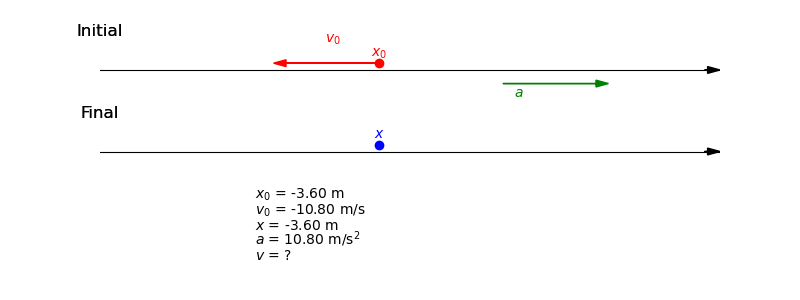 Initial
v₀
x₀
a
Final
x
x₀ = -3.60 m
v₀ = -10.80 m/s
x = -3.60 m
a = 10.80 m/s²
v = ?